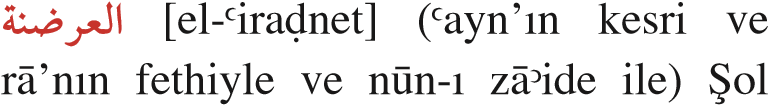 العرضنة [el-ʿiraḍnet] (ʿayn’ın kesri ve
rā’nın fethiyle ve nūn-ı zāʾide ile) Şol